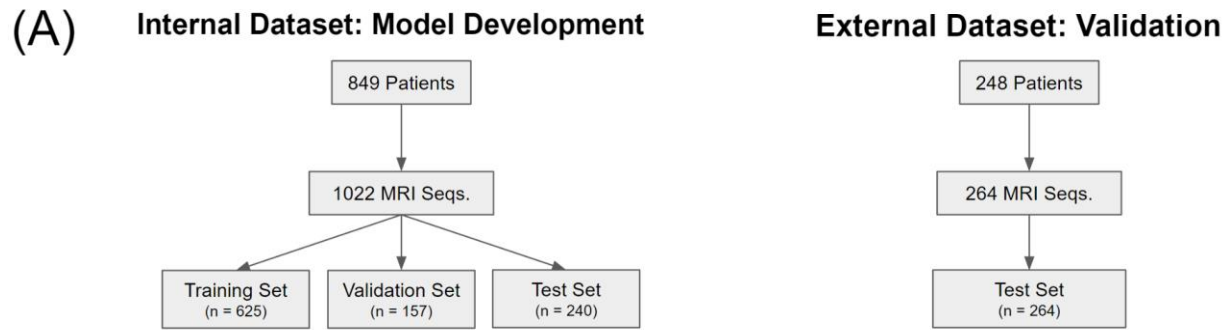 (A)
Internal Dataset: Model Development
849 Patients
1022 MRI Seqs.
Training Set
(n = 625)
Validation Set
(n = 157)
Test Set
(n = 240)
External Dataset: Validation
248 Patients
264 MRI Seqs.
Test Set
(n = 264)